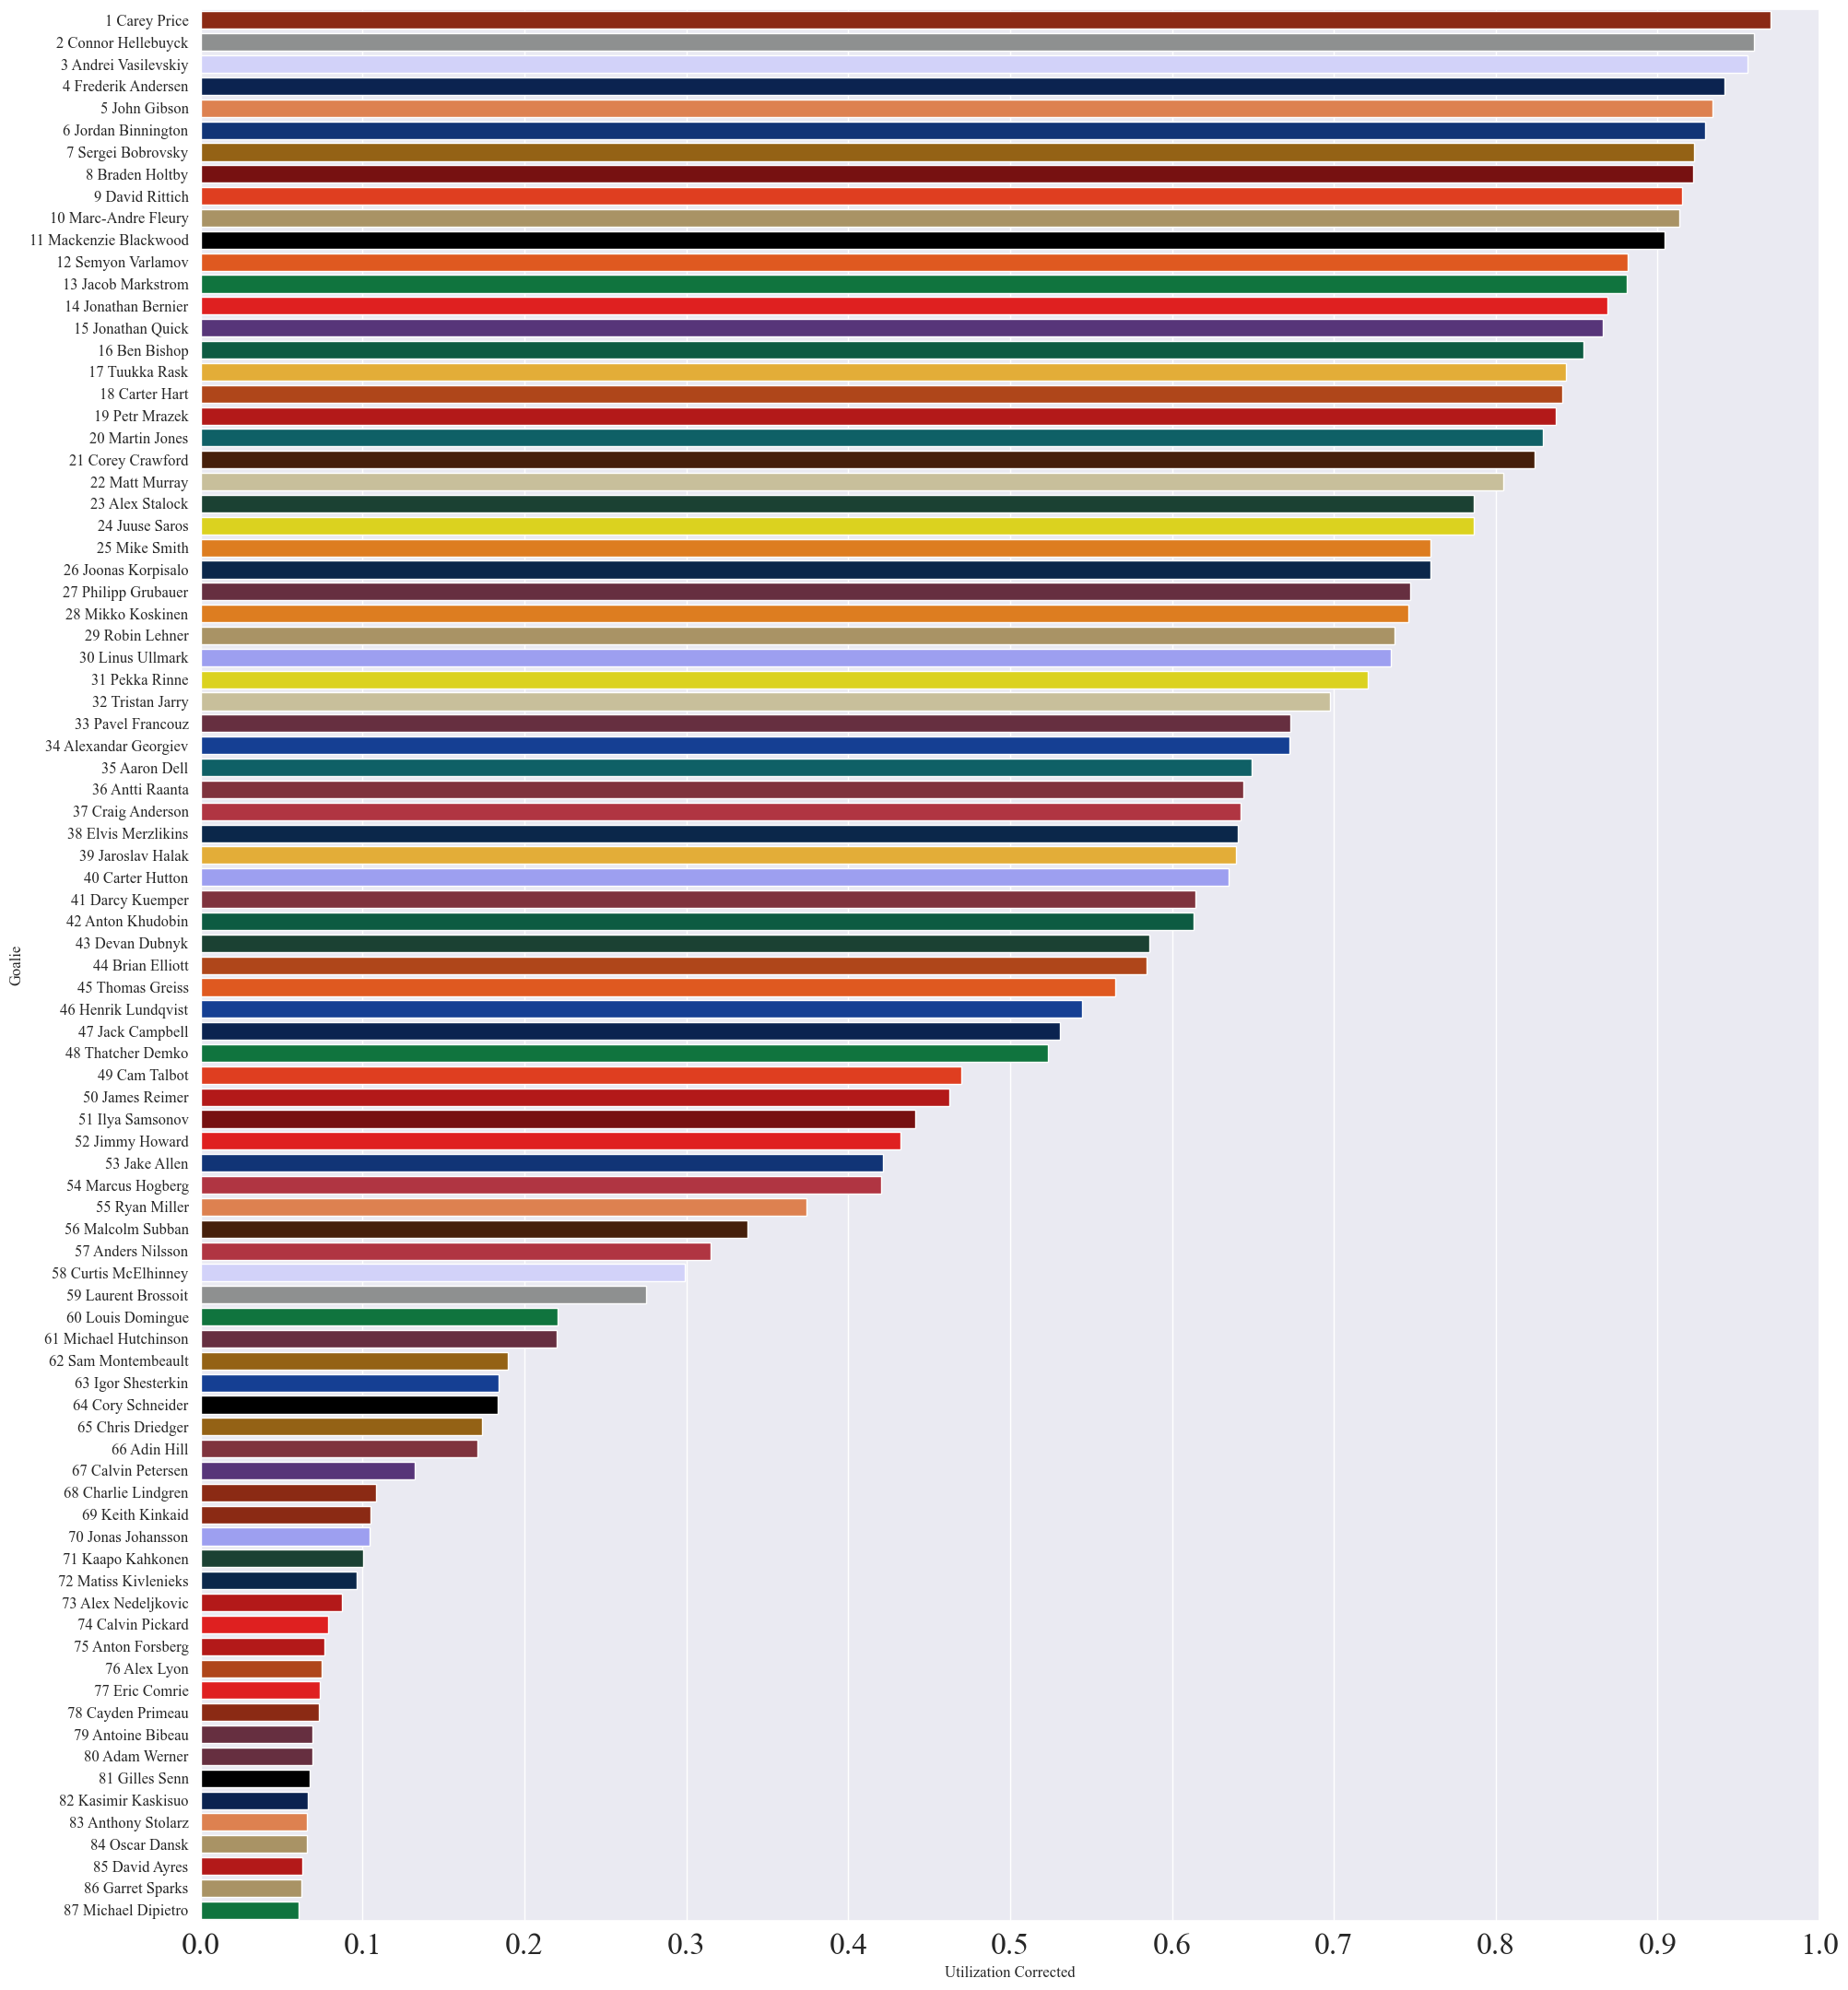 1 Carey Price
2 Connor Hellebuyck
3 Andrei Vasilevskiy
4 Frederik Andersen
5 John Gibson
6 Jordan Binnington
7 Sergei Bobrovsky
8 Braden Holtby
9 David Rittich
10 Marc-Andre Fleury
11 Mackenzie Blackwood
12 Semyon Varlamov
13 Jacob Markstrom
14 Jonathan Bernier
15 Jonathan Quick
16 Ben Bishop
17 Tuukka Rask
18 Carter Hart
19 Petr Mrazek
20 Martin Jones
21 Corey Crawford
22 Matt Murray
23 Alex Stalock
24 Juuse Saros
25 Mike Smith
26 Joonas Korpisalo
27 Philipp Grubauer
28 Mikko Koskinen
29 Robin Lehner
30 Linus Ullmark
31 Pekka Rinne
32 Tristan Jarry
33 Pavel Francouz
34 Alexandar Georgiev
35 Aaron Dell
36 Antti Raanta
37 Craig Anderson
38 Elvis Merzlikins
39 Jaroslav Halak
40 Carter Hutton
41 Darcy Kuemper
42 Anton Khudobin
43 Devan Dubnyk
44 Brian Elliott
45 Thomas Greiss
46 Henrik Lundqvist
47 Jack Campbell
48 Thatcher Demko
49 Cam Talbot
50 James Reimer
51 Ilya Samsonov
52 Jimmy Howard
53 Jake Allen
54 Marcus Hogberg
55 Ryan Miller
56 Malcolm Subban
57 Anders Nilsson
58 Curtis McElhinney
59 Laurent Brossoit
60 Louis Domingue
61 Michael Hutchinson
62 Sam Montembeault
63 Igor Shesterkin
64 Cory Schneider
65 Chris Driedger
66 Adin Hill
67 Calvin Petersen
68 Charlie Lindgren
69 Keith Kinkaid
70 Jonas Johansson
71 Kaapo Kahkonen
72 Matiss Kivlenieks
73 Alex Nedeljkovic
74 Calvin Pickard
75 Anton Forsberg
76 Alex Lyon
77 Eric Comrie
78 Cayden Primeau
79 Antoine Bibeau
80 Adam Werner
81 Gilles Senn
82 Kasimir Kaskisuo
83 Anthony Stolarz
84 Oscar Dansk
85 David Ayres
86 Garret Sparks
87 Michael Dipietro
Goalie
0.0 0.1 0.2 0.3 0.4 0.5 0.6 0.7 0.8 0.9 1.0
Utilization Corrected